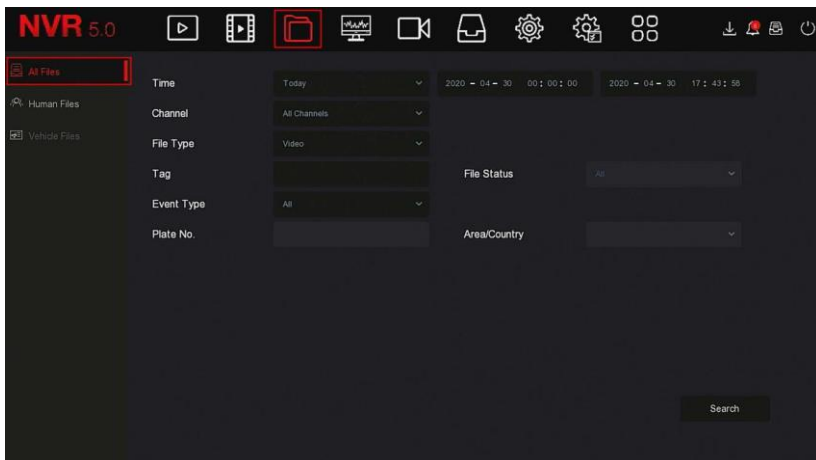 NVR 5.0
All Files
Human Files
Vehicle Files
Time Today 2020 - 04 - 30 00 : 00 : 00 2020 - 04 - 30 17 : 43 : 58
Channel All Channels
File Type Video
Tag File Status All
Event Type All
Plate No. Area/Country
Search